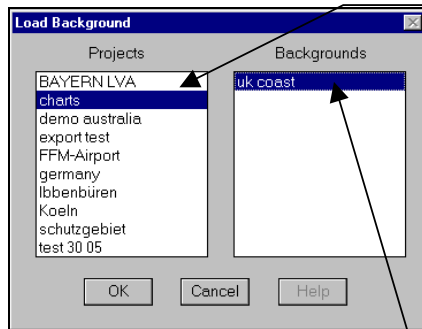 Load Background
Projects
Backgrounds
BAYERN LVA
charts
demo australia
export test
FFM-Airport
germany
Ibbenbüren
Koeln
schutzgebiet
test 30 05
uk coast
OK
Cancel
Help